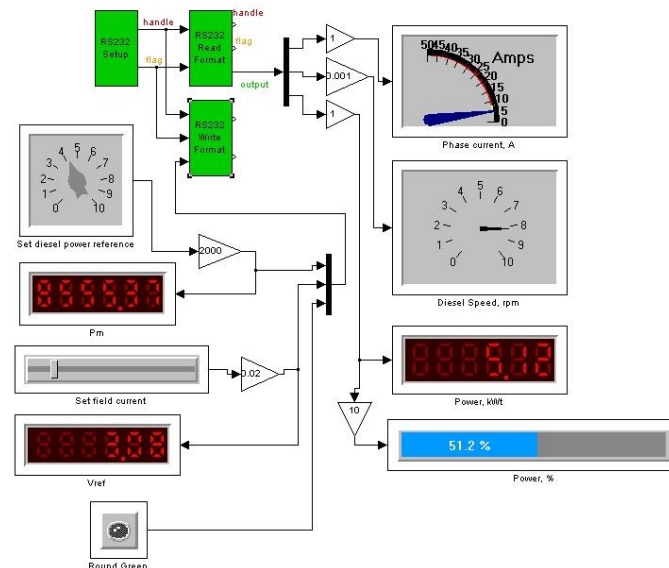 RS232
Setup
handle
flag
RS232
Read
Format
handle
flag
output
RS232
Write
Format
1
0.001
1
50 45 40 35 30 25 20 15 10 5 0
Amps
Phase current, A
0 1 2 3 4 5 6 7 8 9 10
Set diesel power reference
0 1 2 3 4 5 6 7 8 9 10
Diesel Speed, rpm
2000
Pm
0.02
Set field current
5.12
Power, kWt
10
Vref
51.2 %
Power, %
Round Green